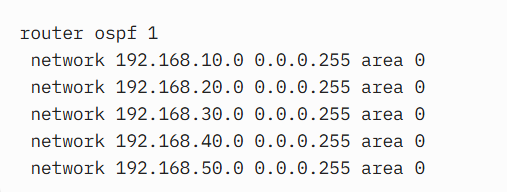 router ospf 1
network 192.168.10.0 0.0.0.255 area 0
network 192.168.20.0 0.0.0.255 area 0
network 192.168.30.0 0.0.0.255 area 0
network 192.168.40.0 0.0.0.255 area 0
network 192.168.50.0 0.0.0.255 area 0